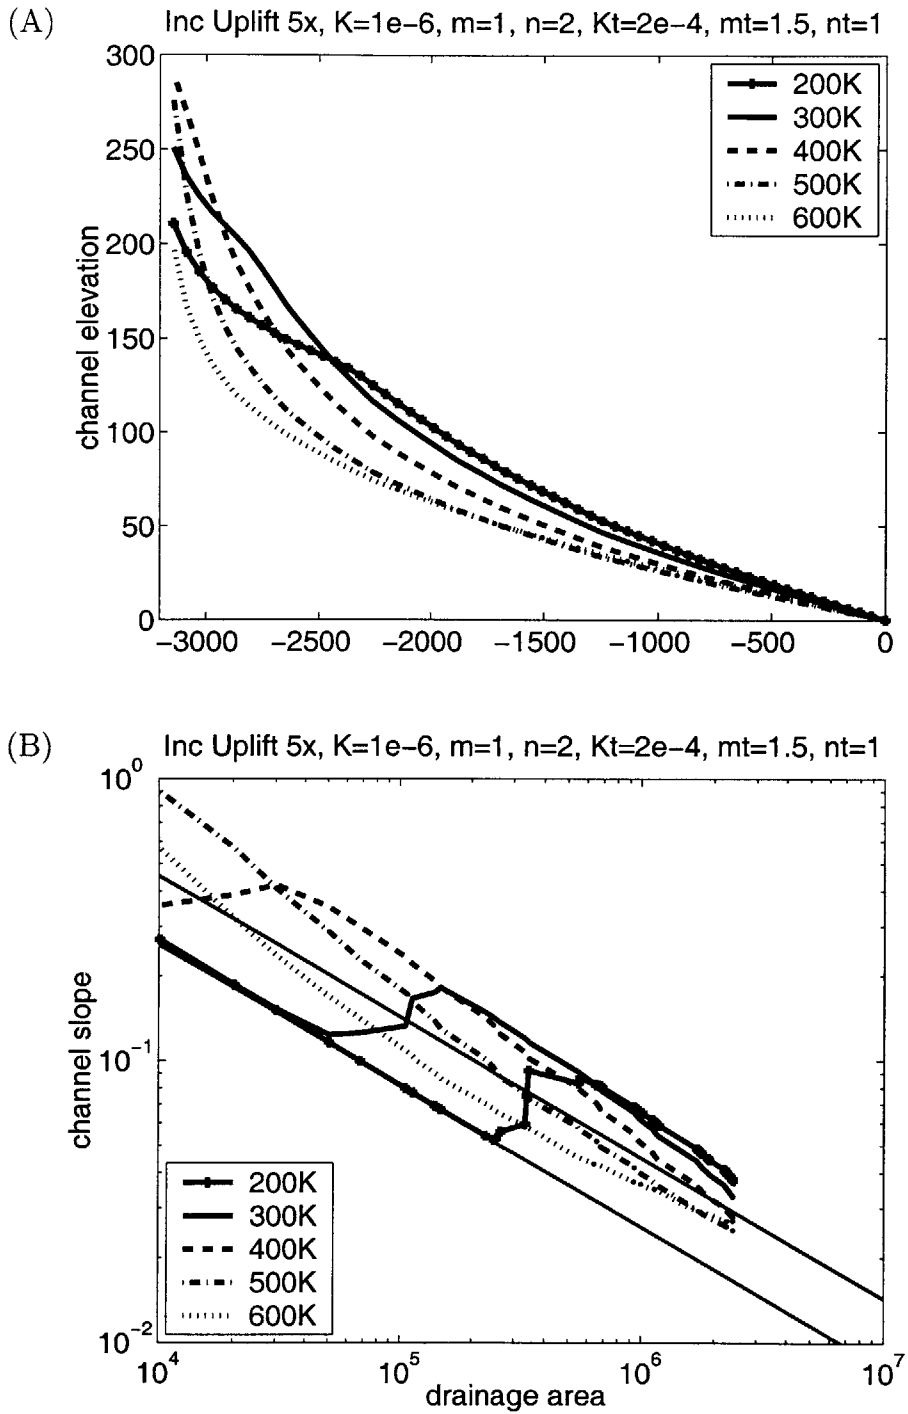 (A)
Inc Uplift 5x, K=1e−6, m=1, n=2, Kt=2e−4, mt=1.5, nt=1
300
250
200
150
100
50
0
channel elevation
200K
300K
400K
500K
600K
−3000 −2500 −2000 −1500 −1000 −500 0
(B)
Inc Uplift 5x, K=1e−6, m=1, n=2, Kt=2e−4, mt=1.5, nt=1
10^0
10^−1
10^−2
channel slope
200K
300K
400K
500K
600K
10^4 10^5 10^6 10^7
drainage area